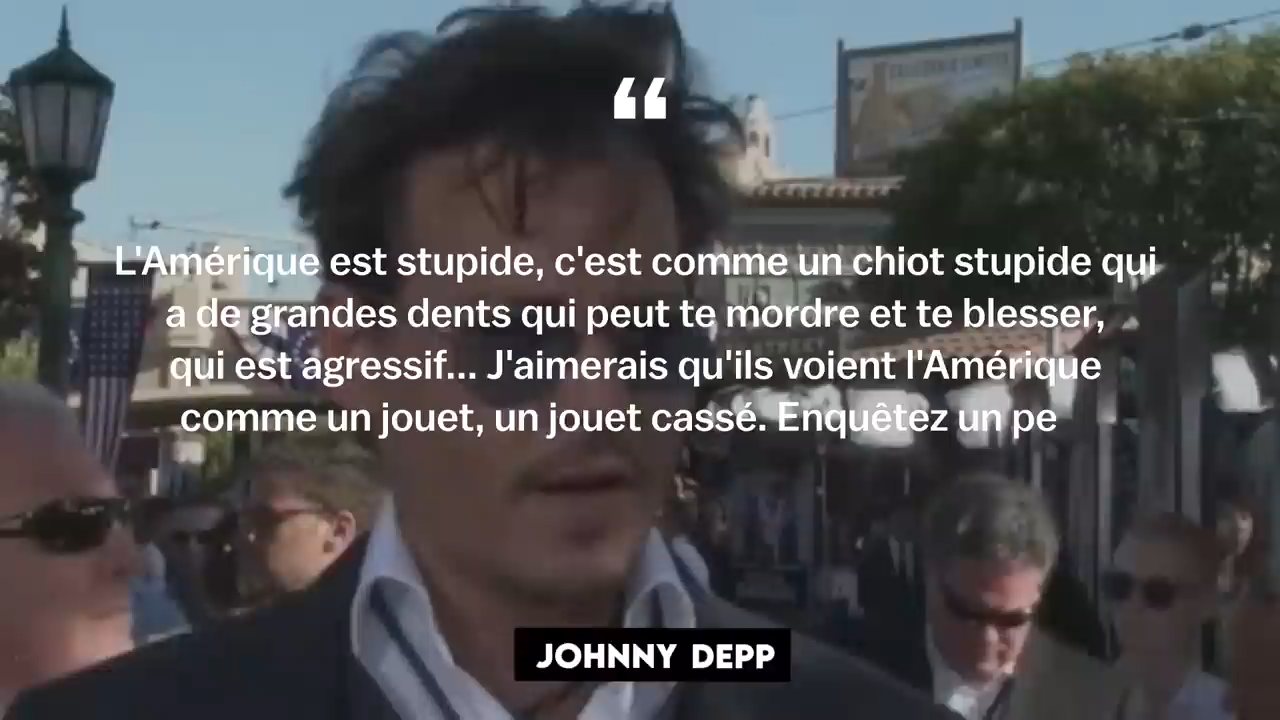 “
L'Amérique est stupide, c'est comme un chiot stupide qui
a de grandes dents qui peut te mordre et te blesser,
qui est agressif... J'aimerais qu'ils voient l'Amérique
comme un jouet, un jouet cassé. Enquêtez un pe
JOHNNY DEPP